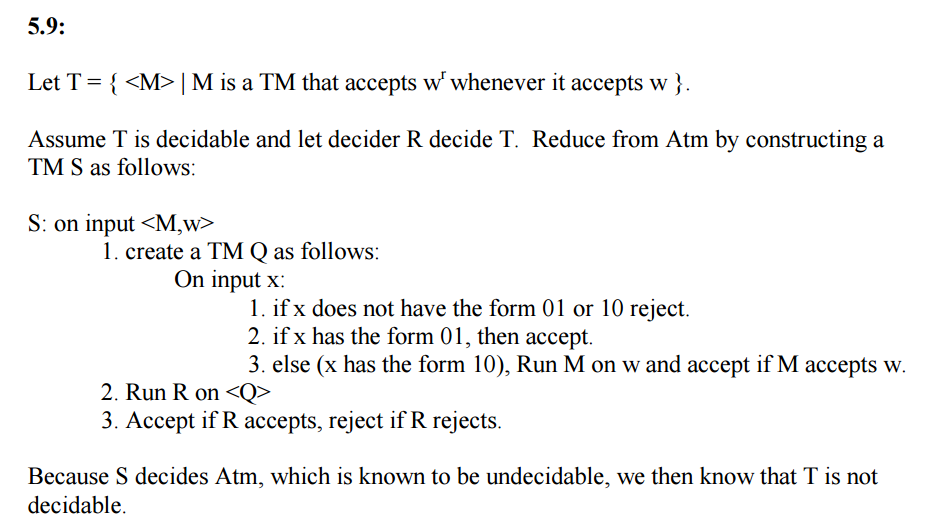 5.9:
Let T = { <M> | M is a TM that accepts wʳ whenever it accepts w }.
Assume T is decidable and let decider R decide T. Reduce from Atm by constructing a
TM S as follows:
S: on input <M,w>
1. create a TM Q as follows:
On input x:
1. if x does not have the form 01 or 10 reject.
2. if x has the form 01, then accept.
3. else (x has the form 10), Run M on w and accept if M accepts w.
2. Run R on <Q>
3. Accept if R accepts, reject if R rejects.
Because S decides Atm, which is known to be undecidable, we then know that T is not
decidable.